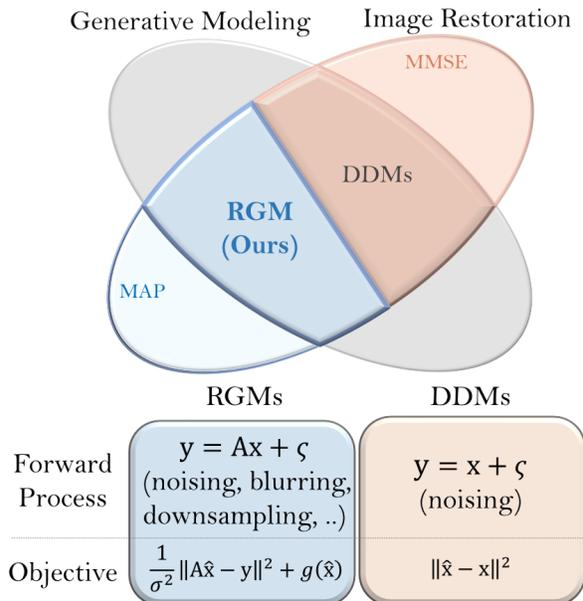 Generative Modeling
Image Restoration
MMSE
DDMs
RGM
(Ours)
MAP
RGMs
DDMs
Forward
Process
y = Ax + ς
(noising, blurring,
downsampling, ..)
y = x + ς
(noising)
Objective
1/σ² ‖Ax̂ − y‖² + g(x̂)
‖x̂ − x‖²